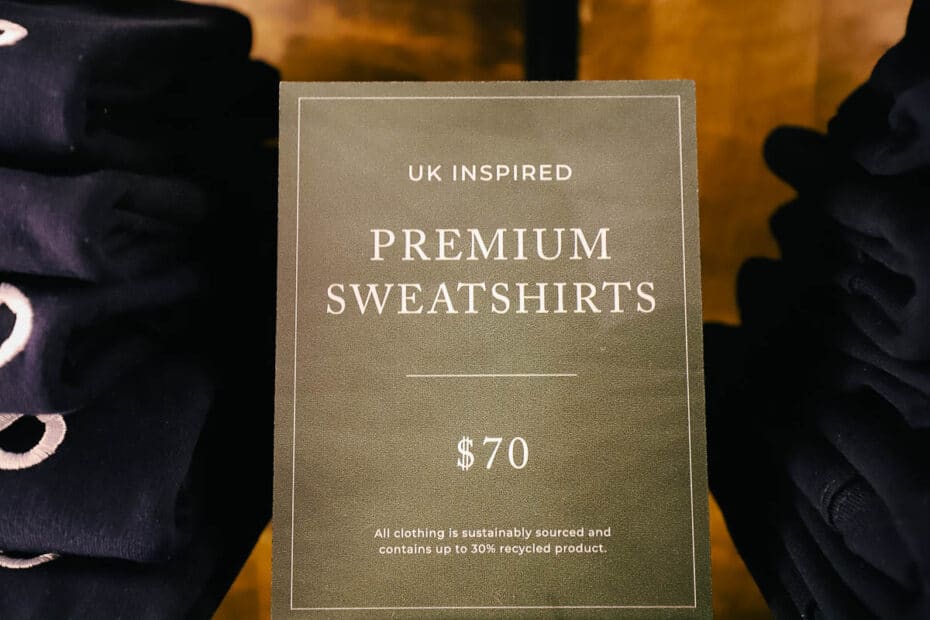 UK INSPIRED
PREMIUM
SWEATSHIRTS
$70
All clothing is sustainably sourced and
contains up to 30% recycled product.